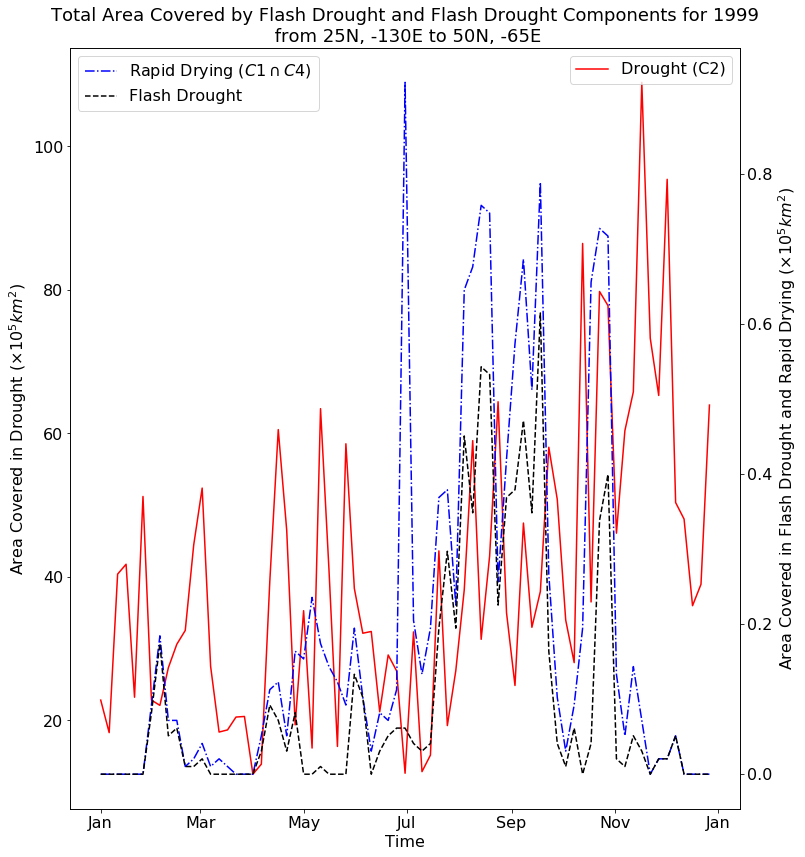 Total Area Covered by Flash Drought and Flash Drought Components for 1999
from 25N, -130E to 50N, -65E
Rapid Drying (C1 ∩ C4)
Flash Drought
Drought (C2)
Area Covered in Drought (×10⁵km²)
100
80
60
40
20
0.8
0.6
0.4
0.2
0.0
Area Covered in Flash Drought and Rapid Drying (×10⁵km²)
Jan Mar May Jul Sep Nov Jan
Time